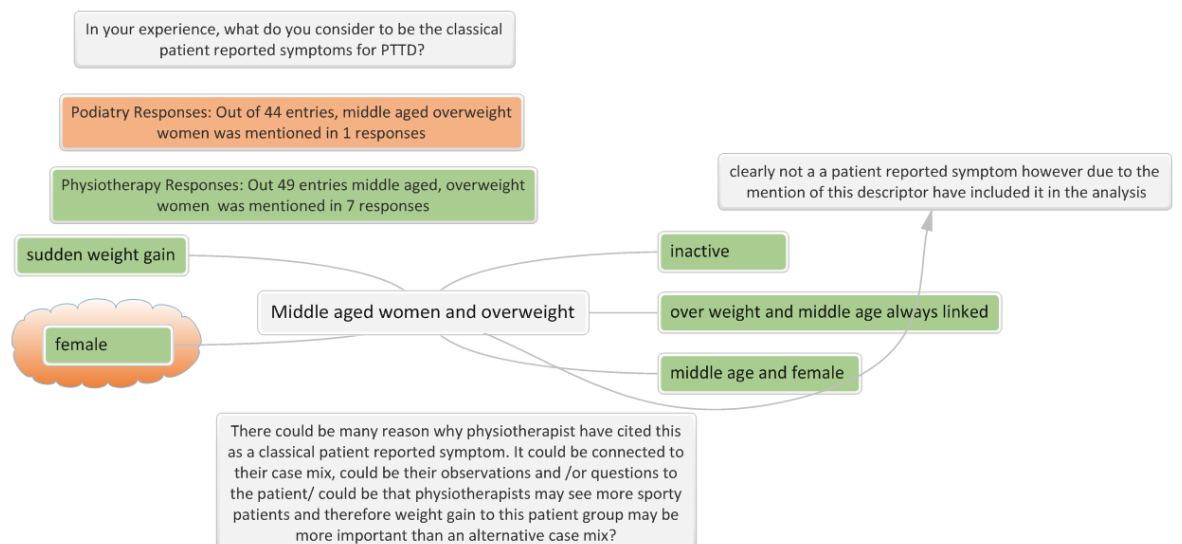 In your experience, what do you consider to be the classical
patient reported symptoms for PTTD?
Podiatry Responses: Out of 44 entries, middle aged overweight
women was mentioned in 1 responses
Physiotherapy Responses: Out 49 entries middle aged, overweight
women was mentioned in 7 responses
clearly not a a patient reported symptom however due to the
mention of this descriptor have included it in the analysis
sudden weight gain
inactive
Middle aged women and overweight
over weight and middle age always linked
female
middle age and female
There could be many reason why physiotherapist have cited this
as a classical patient reported symptom. It could be connected to
their case mix, could be their observations and /or questions to
the patient/ could be that physiotherapists may see more sporty
patients and therefore weight gain to this patient group may be
more important than an alternative case mix?